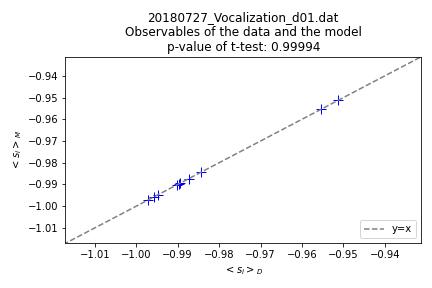 20180727_Vocalization_d01.dat
Observables of the data and the model
p-value of t-test: 0.99994
−0.94
−0.95
−0.96
−0.97
−0.98
−0.99
−1.00
−1.01
< s_i >_M
y=x
−1.01 −1.00 −0.99 −0.98 −0.97 −0.96 −0.95 −0.94
< s_i >_D